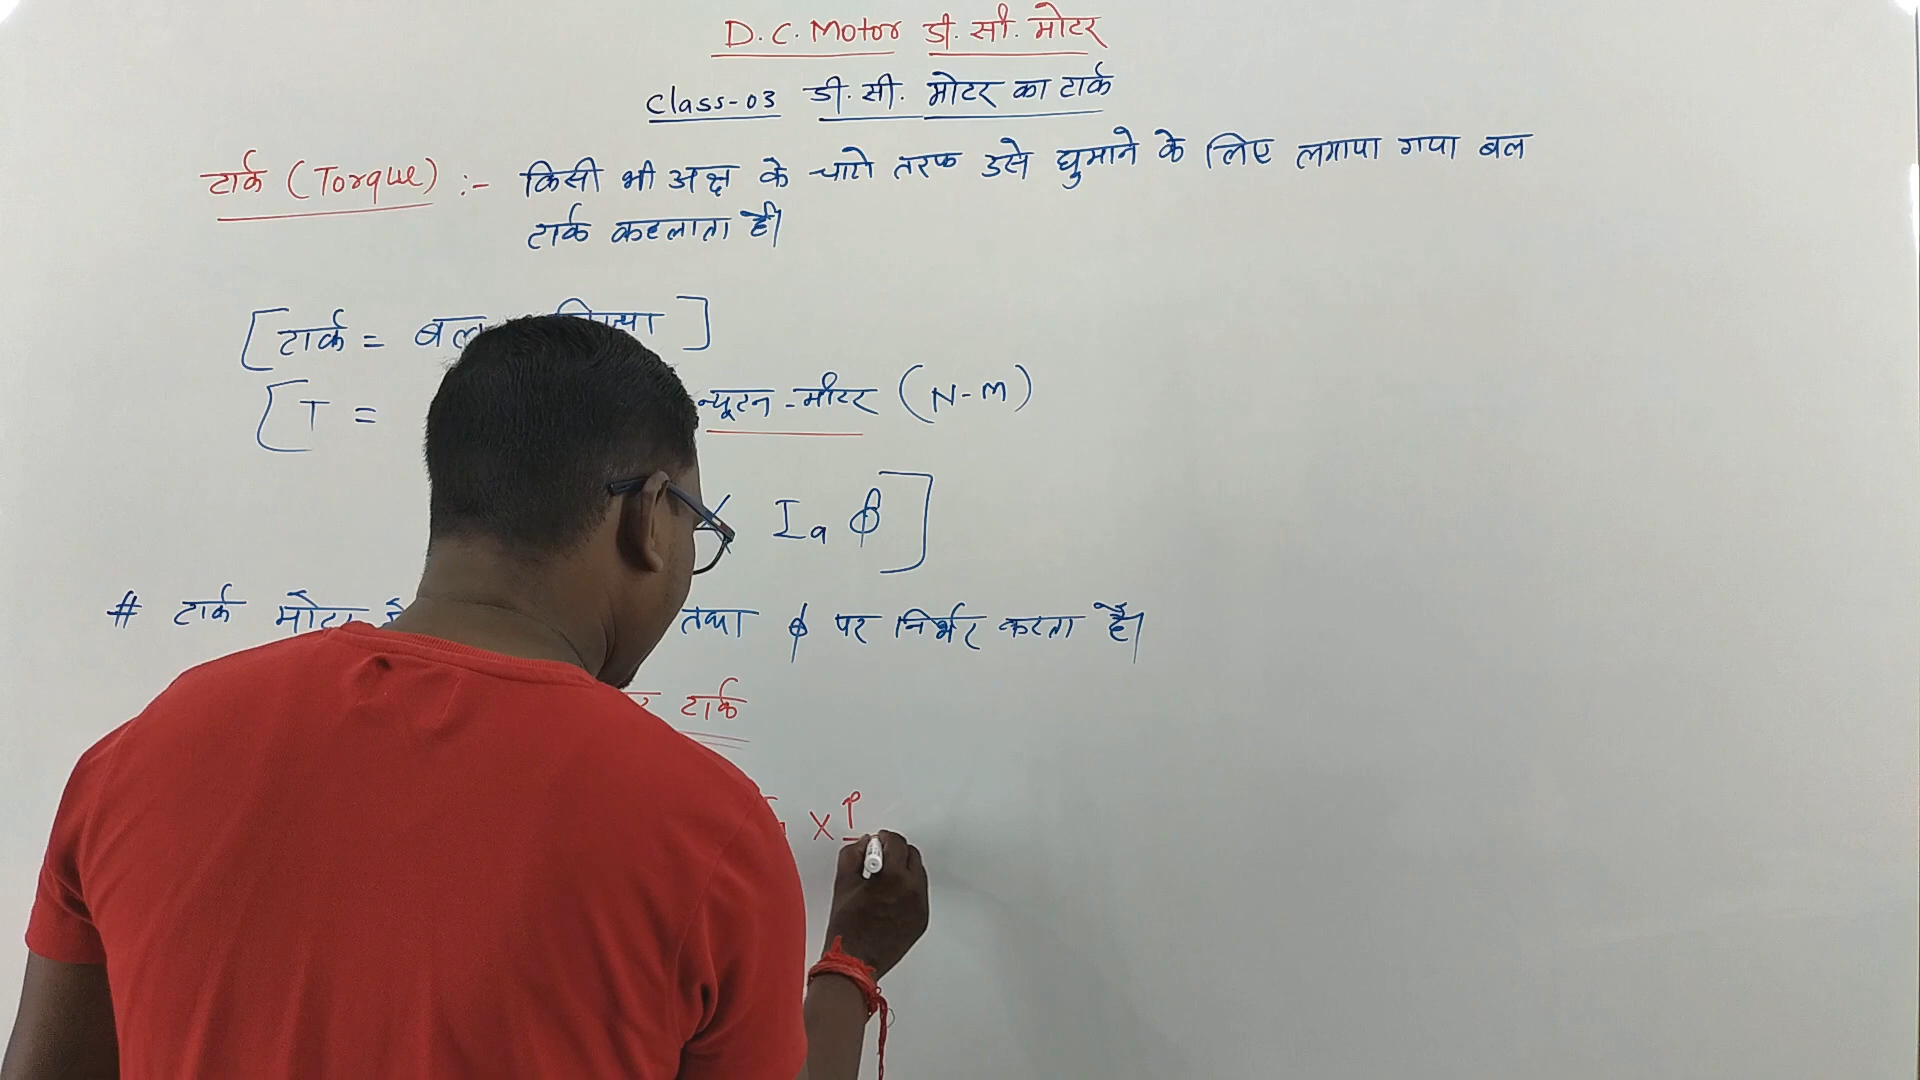 D.C. Motor डी.सी. मोटर
Class-03 डी.सी. मोटर का टार्क
टार्क (Torque) :- किसी भी अक्ष के चारो तरफ उसे घुमाने के लिए लगाया गया बल
टार्क कहलाता है।
[टार्क = बल ]
[T = न्यूटन-मीटर (N-m)
Ia ϕ]
# टार्क मोटर तथा ϕ पर निर्भर करता है।
टार्क
× P